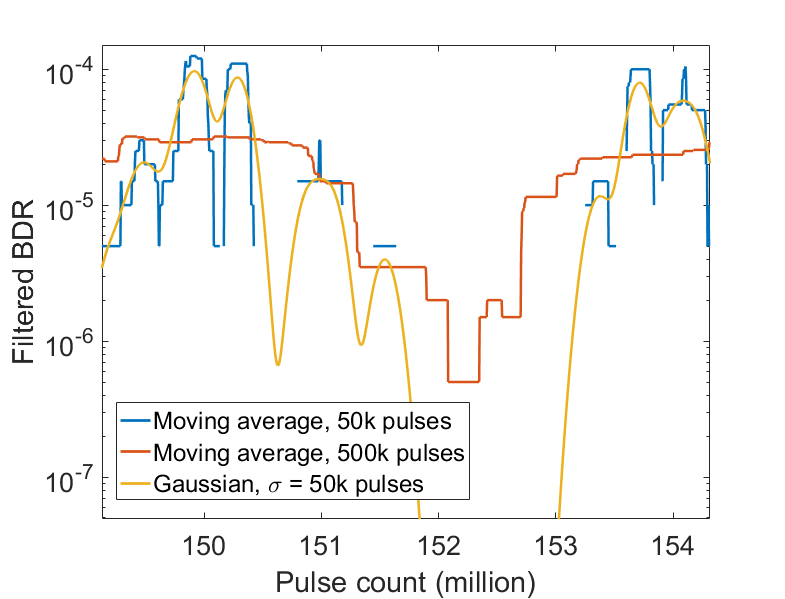 10^-4
10^-5
10^-6
10^-7
Filtered BDR
Moving average, 50k pulses
Moving average, 500k pulses
Gaussian, σ = 50k pulses
150 151 152 153 154
Pulse count (million)